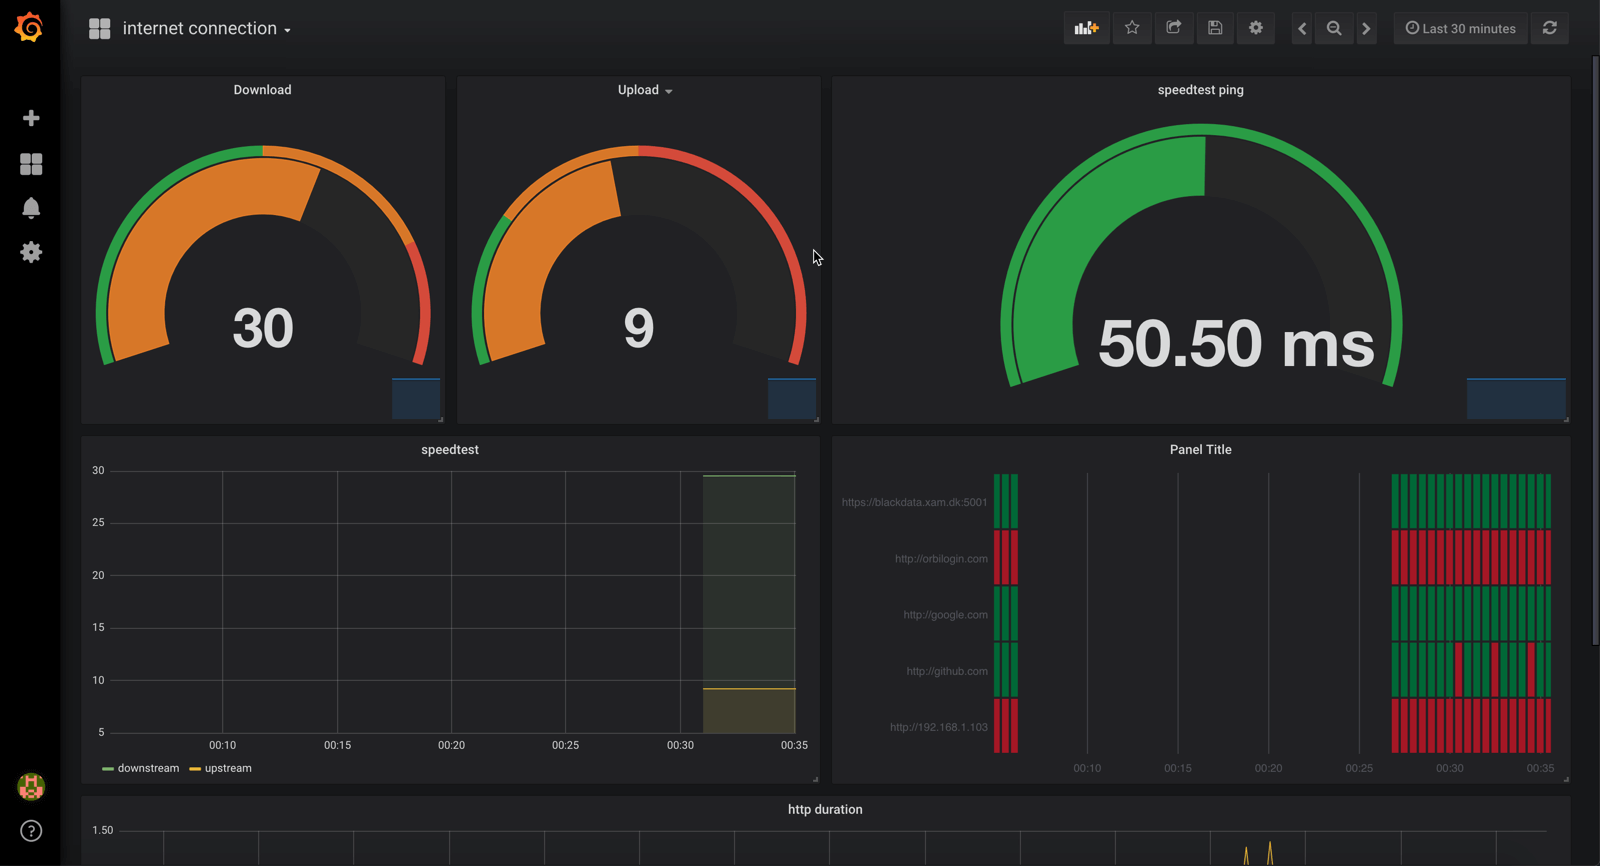 internet connection
Last 30 minutes
Download
30
Upload
9
speedtest ping
50.50 ms
speedtest
30
25
20
15
10
5
00:10 00:15 00:20 00:25 00:30 00:35
downstream upstream
Panel Title
https://blackdata.xam.dk:5001
http://orbilogin.com
http://google.com
http://github.com
http://192.168.1.103
00:10 00:15 00:20 00:25 00:30 00:35
http duration
1.50